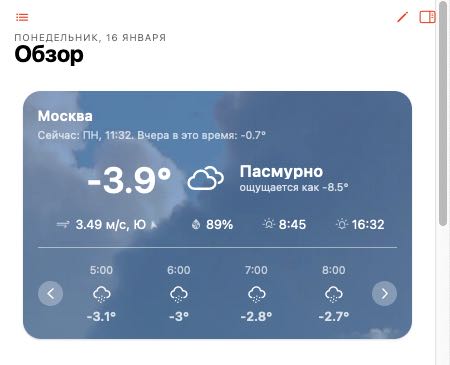 ПОНЕДЕЛЬНИК, 16 ЯНВАРЯ
Обзор
Москва
Сейчас: ПН, 11:32. Вчера в это время: -0.7°
-3.9°
Пасмурно
ощущается как -8.5°
3.49 м/с, Ю 89% 8:45 16:32
5:00 6:00 7:00 8:00
-3.1° -3° -2.8° -2.7°